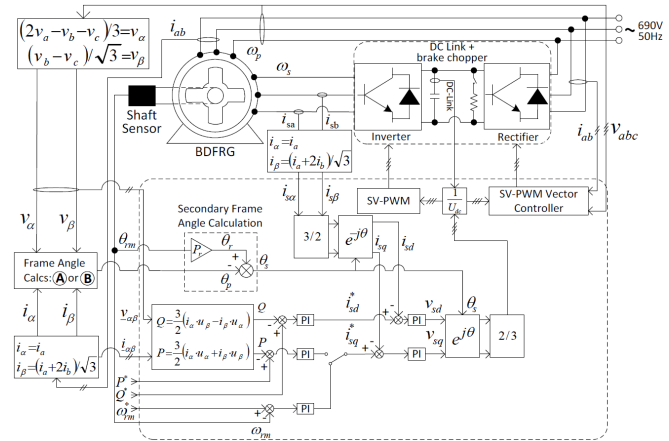 (2vₐ−v_b−v_c)/3=v_α
(v_b−v_c)/√3=v_β
i_ab
ω_p
690V
~
50Hz
DC Link +
brake chopper
ω_s
DC-Link
Shaft
Sensor
BDFRG
i_sa
i_sb
Inverter
Rectifier
i_ab
v_abc
i_α=i_a
i_β=(i_a+2i_b)/√3
SV-PWM
1/U_dc
SV-PWM Vector
Controller
i_sα
i_sβ
v_α
v_β
Secondary Frame
Angle Calculation
θ_rm
P_r
θ_r
θ_p
θ_s
3/2
e^-jθ
i_sq
i_sd
Frame Angle
Calcs: A or B
i_α
i_β
v_αβ
i_αβ
Q=3/2(i_α·u_β−i_β·u_α)
P=3/2(i_α·u_α+i_β·u_β)
Q
P
PI
i*_sd
PI
v_sd
θ_s
e^jθ
2/3
PI
i*_sq
PI
v_sq
i_α=i_a
i_β=(i_a+2i_b)/√3
P*
Q*
ω*_rm
ω_rm
PI